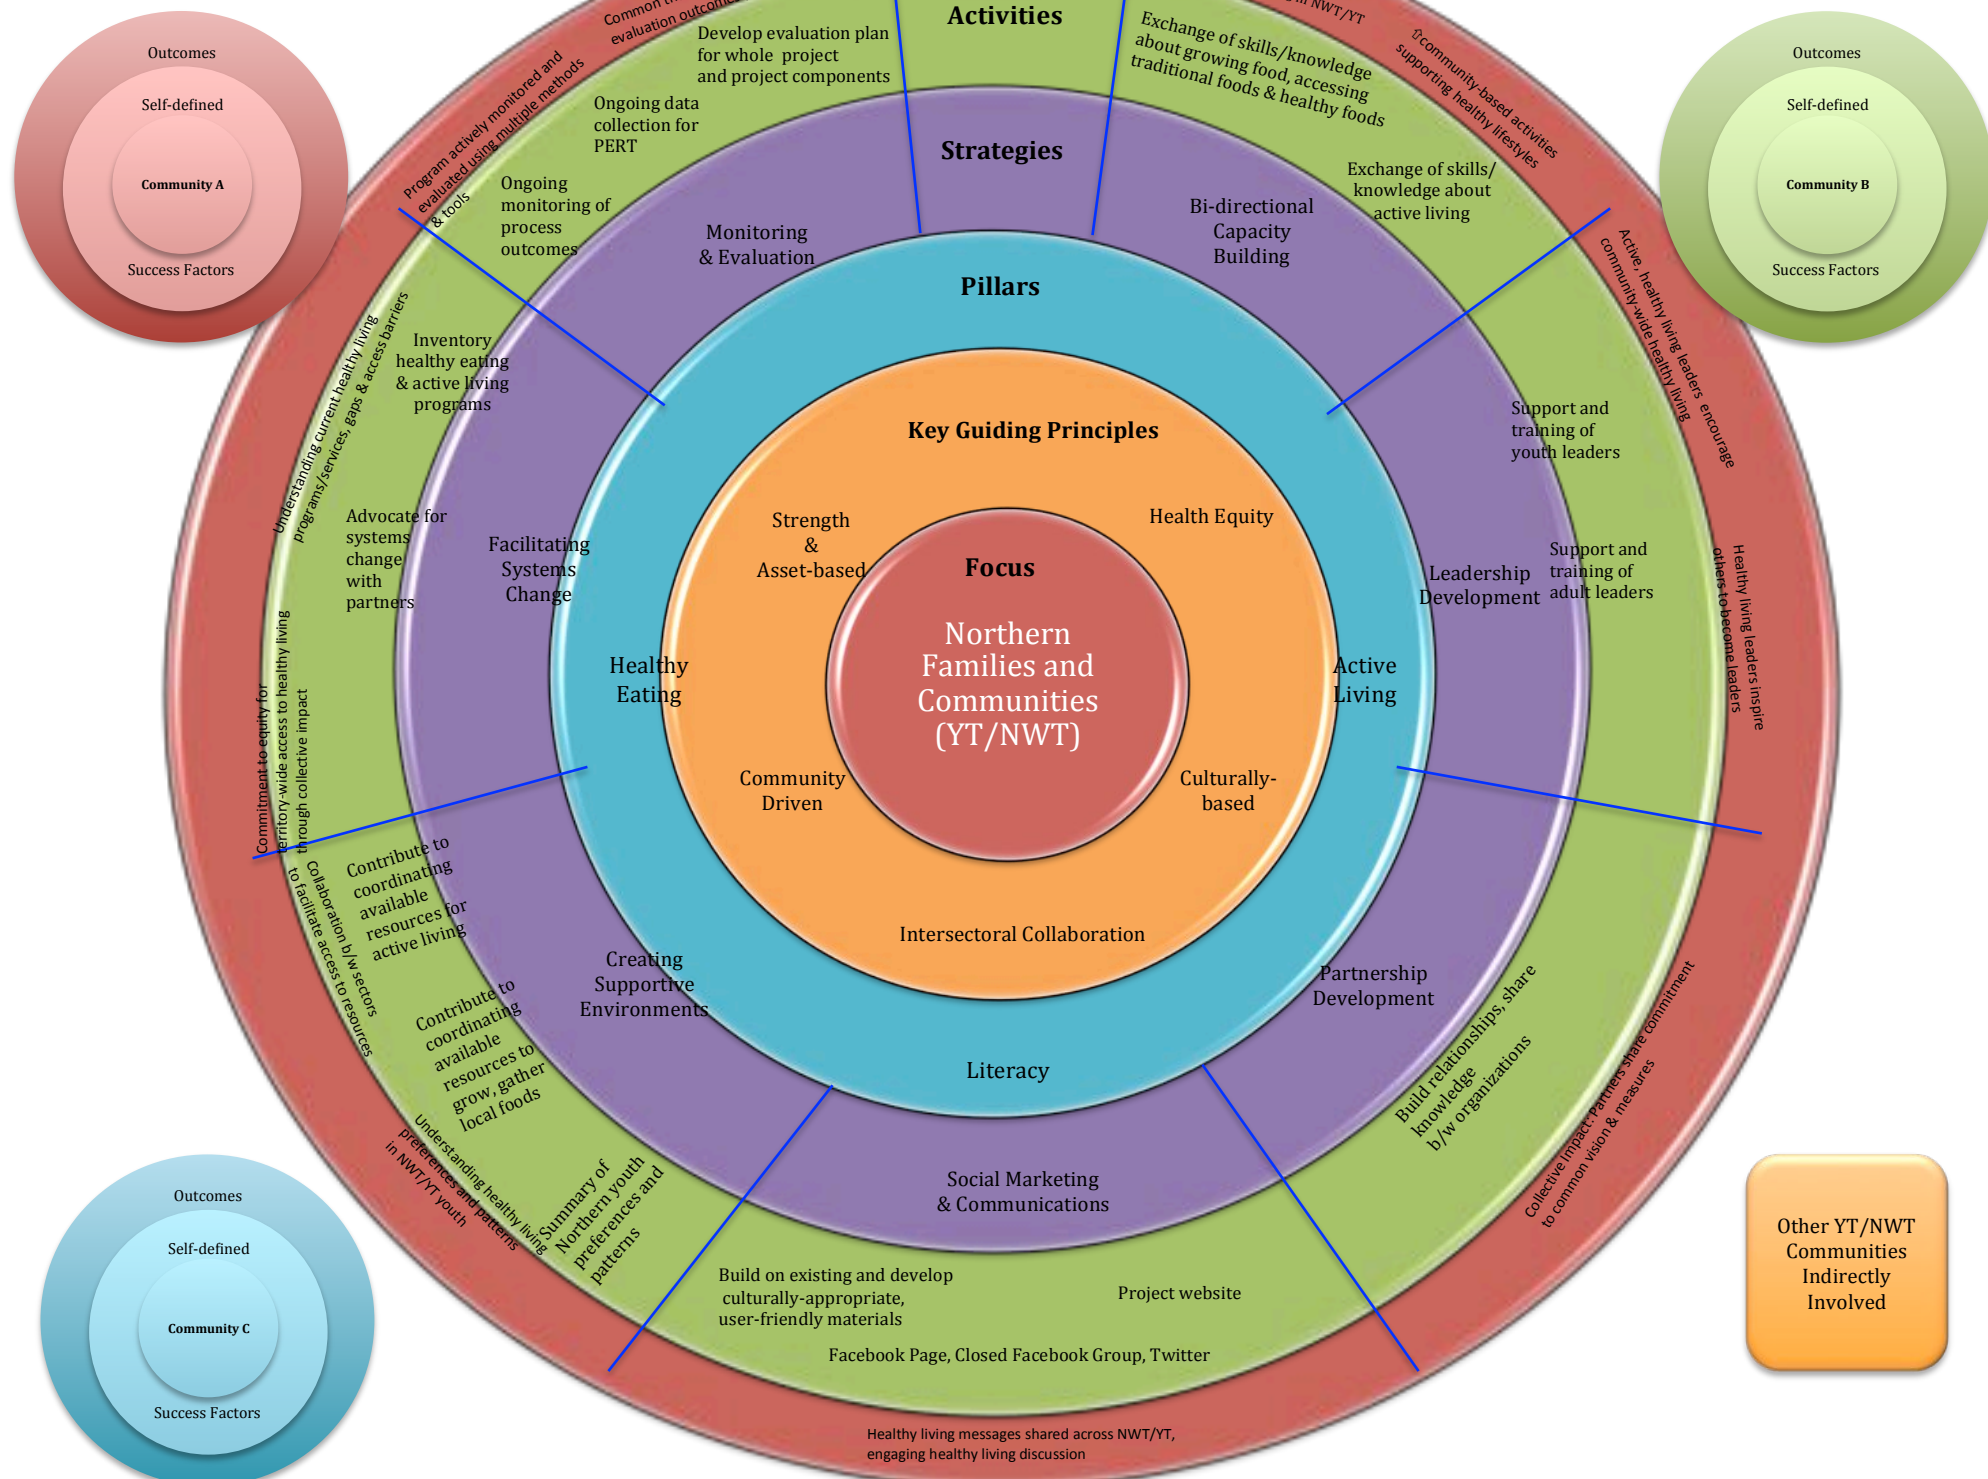 Activities
Strategies
Pillars
Key Guiding Principles
Focus
Northern
Families and
Communities
(YT/NWT)
Strength
&
Asset-based
Health Equity
Community
Driven
Culturally-
based
Intersectoral Collaboration
Healthy
Eating
Active
Living
Literacy
Monitoring
& Evaluation
Bi-directional
Capacity
Building
Leadership
Development
Partnership
Development
Social Marketing
& Communications
Creating
Supportive
Environments
Facilitating
Systems
Change
Develop evaluation plan
for whole project
and project components
Ongoing data
collection for
PERT
Ongoing
monitoring of
process
outcomes
Exchange of skills/knowledge
about growing food, accessing
traditional foods & healthy foods
Exchange of skills/
knowledge about
active living
Support and
training of
youth leaders
Support and
training of
adult leaders
Build relationships, share
knowledge
b/w organizations
Build on existing and develop
culturally-appropriate,
user-friendly materials
Project website
Facebook Page, Closed Facebook Group, Twitter
Summary of
Northern youth
preferences and
patterns
Contribute to
coordinating
available
resources to
grow, gather
local foods
Contribute to
coordinating
available
resources for
active living
Advocate for
systems
change
with
partners
Inventory
healthy eating
& active living
programs
Common
evaluation outcomes
Program actively monitored and
evaluated using multiple methods
& tools
in NWT/YT
⇧community-based activities
supporting healthy lifestyles
Active, healthy living leaders encourage
community-wide healthy living
Healthy living leaders inspire
others to become leaders
Collective Impact: Partners share commitment
to common vision & measures
Healthy living messages shared across NWT/YT,
engaging healthy living discussion
Understanding healthy living
preferences and patterns
in NWT/YT youth
Collaboration b/w sectors
to facilitate access to resources
Commitment to equity for
territory-wide access to healthy living
through collective impact
Understanding current healthy living
programs/services, gaps & access barriers
Outcomes
Self-defined
Community A
Success Factors
Outcomes
Self-defined
Community B
Success Factors
Outcomes
Self-defined
Community C
Success Factors
Other YT/NWT
Communities
Indirectly
Involved